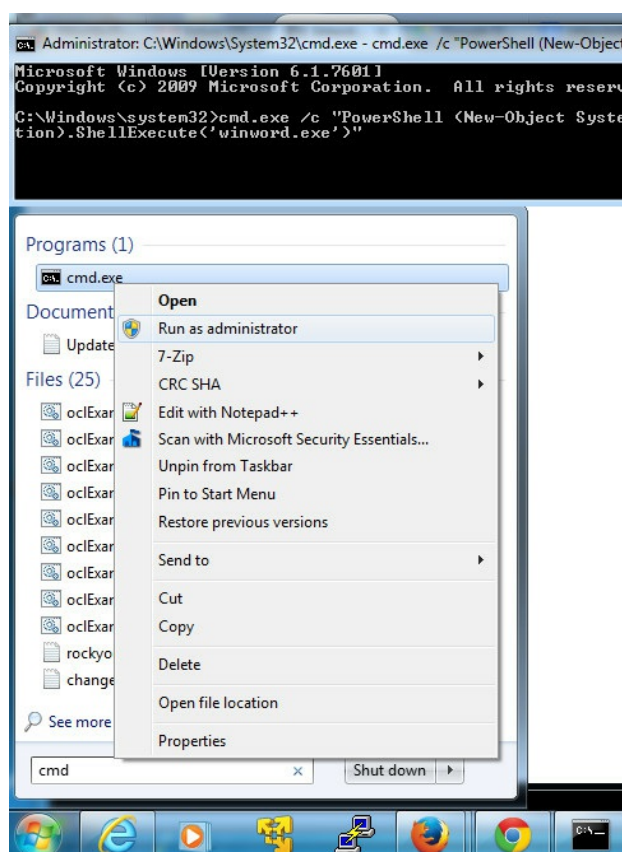 Administrator: C:\Windows\System32\cmd.exe - cmd.exe /c "PowerShell (New-Object
Microsoft Windows [Version 6.1.7601]
Copyright (c) 2009 Microsoft Corporation. All rights reserv
C:\Windows\system32>cmd.exe /c "PowerShell (New-Object Syste
tion).ShellExecute('winword.exe')"
Programs (1)
cmd.exe
Open
Document
Run as administrator
Update
7-Zip
Files (25)
CRC SHA
oclExar
Edit with Notepad++
oclExar
Scan with Microsoft Security Essentials...
oclExar
Unpin from Taskbar
oclExar
Pin to Start Menu
oclExar
Restore previous versions
oclExar
oclExar
Send to
oclExar
Cut
oclExar
Copy
rockyo
Delete
change
Open file location
See more
Properties
cmd
Shut down
C:\_